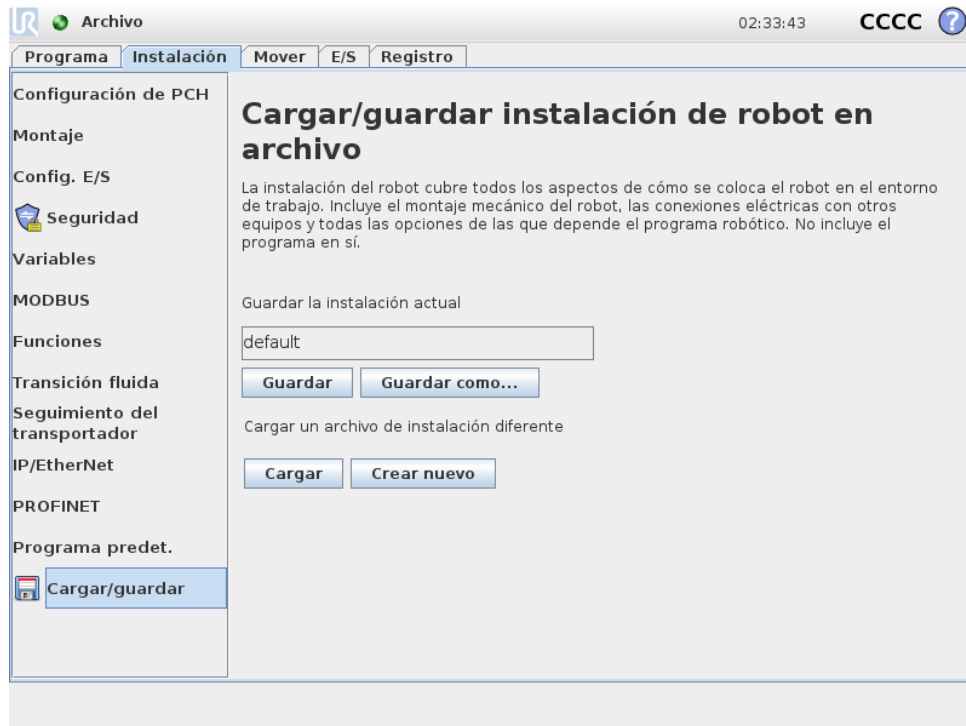 UR Archivo 02:33:43 CCCC ?
Programa Instalación Mover E/S Registro
Configuración de PCH
Montaje
Config. E/S
Seguridad
Variables
MODBUS
Funciones
Transición fluida
Seguimiento del
transportador
IP/EtherNet
PROFINET
Programa predet.
Cargar/guardar
Cargar/guardar instalación de robot en
archivo
La instalación del robot cubre todos los aspectos de cómo se coloca el robot en el entorno
de trabajo. Incluye el montaje mecánico del robot, las conexiones eléctricas con otros
equipos y todas las opciones de las que depende el programa robótico. No incluye el
programa en sí.
Guardar la instalación actual
default
Guardar Guardar como...
Cargar un archivo de instalación diferente
Cargar Crear nuevo